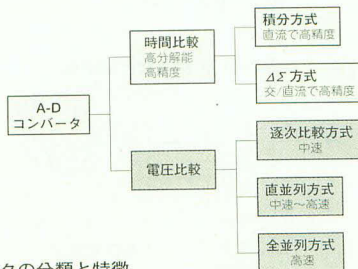 A-D
コンバータ
時間比較
高分解能
高精度
積分方式
直流で高精度
ΔΣ方式
交/直流で高精度
電圧比較
逐次比較方式
中速
直並列方式
中速〜高速
全並列方式
高速
タの分類と特徴